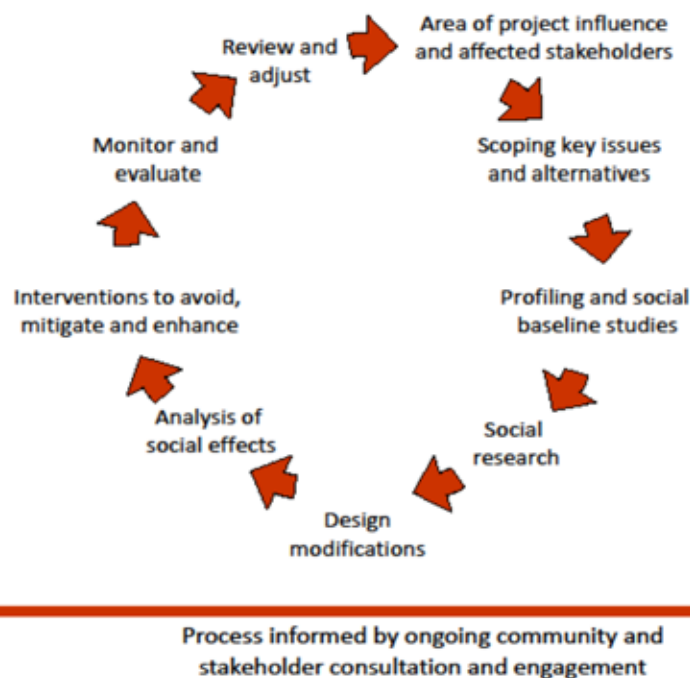 Area of project influence
and affected stakeholders
Scoping key issues
and alternatives
Profiling and social
baseline studies
Social
research
Design
modifications
Analysis of
social effects
Interventions to avoid,
mitigate and enhance
Monitor and
evaluate
Review and
adjust
Process informed by ongoing community and
stakeholder consultation and engagement